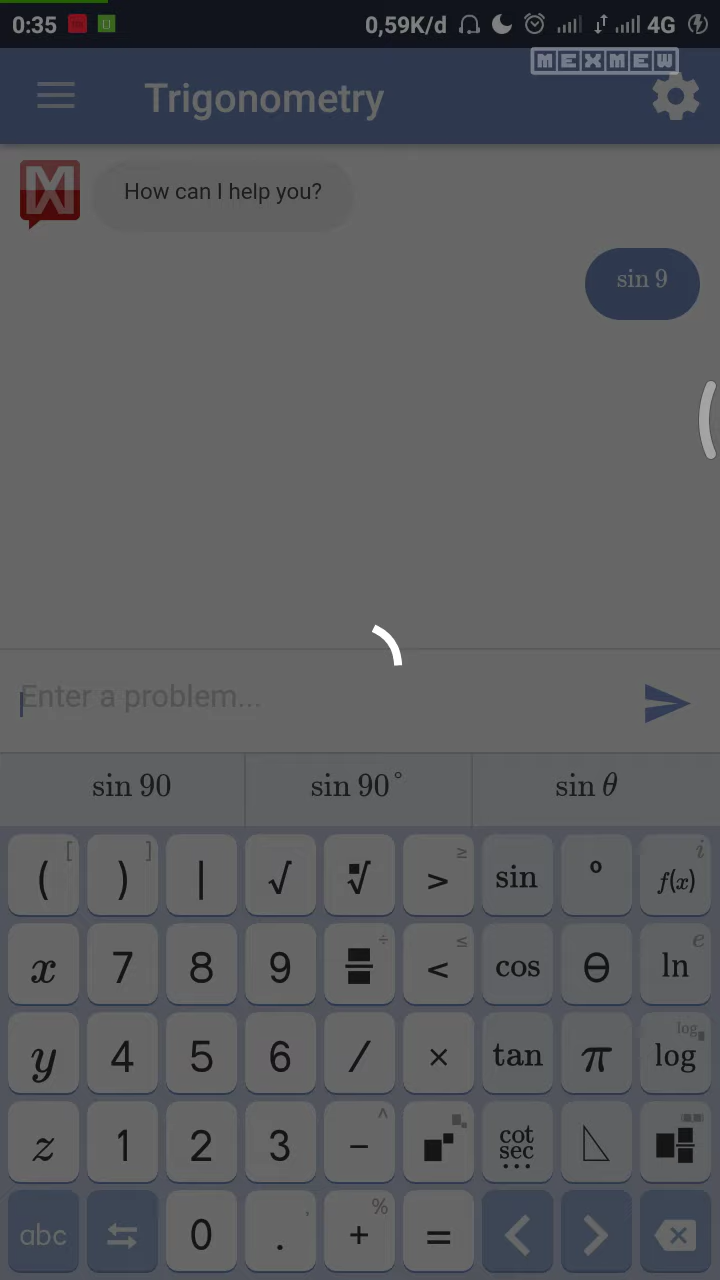 0:35 U 0,59K/d 4G
MEXMEW
Trigonometry
M How can I help you?
sin 9
Enter a problem...
sin 90 sin 90° sin θ
( [ ) ] | √ ∛ > ≥ sin ° f(x) i
x 7 8 9 ÷ < ≤ cos θ ln e
y 4 5 6 / × tan π log log
z 1 2 3 − ^ cot sec ...
abc 0 . , + % = < >